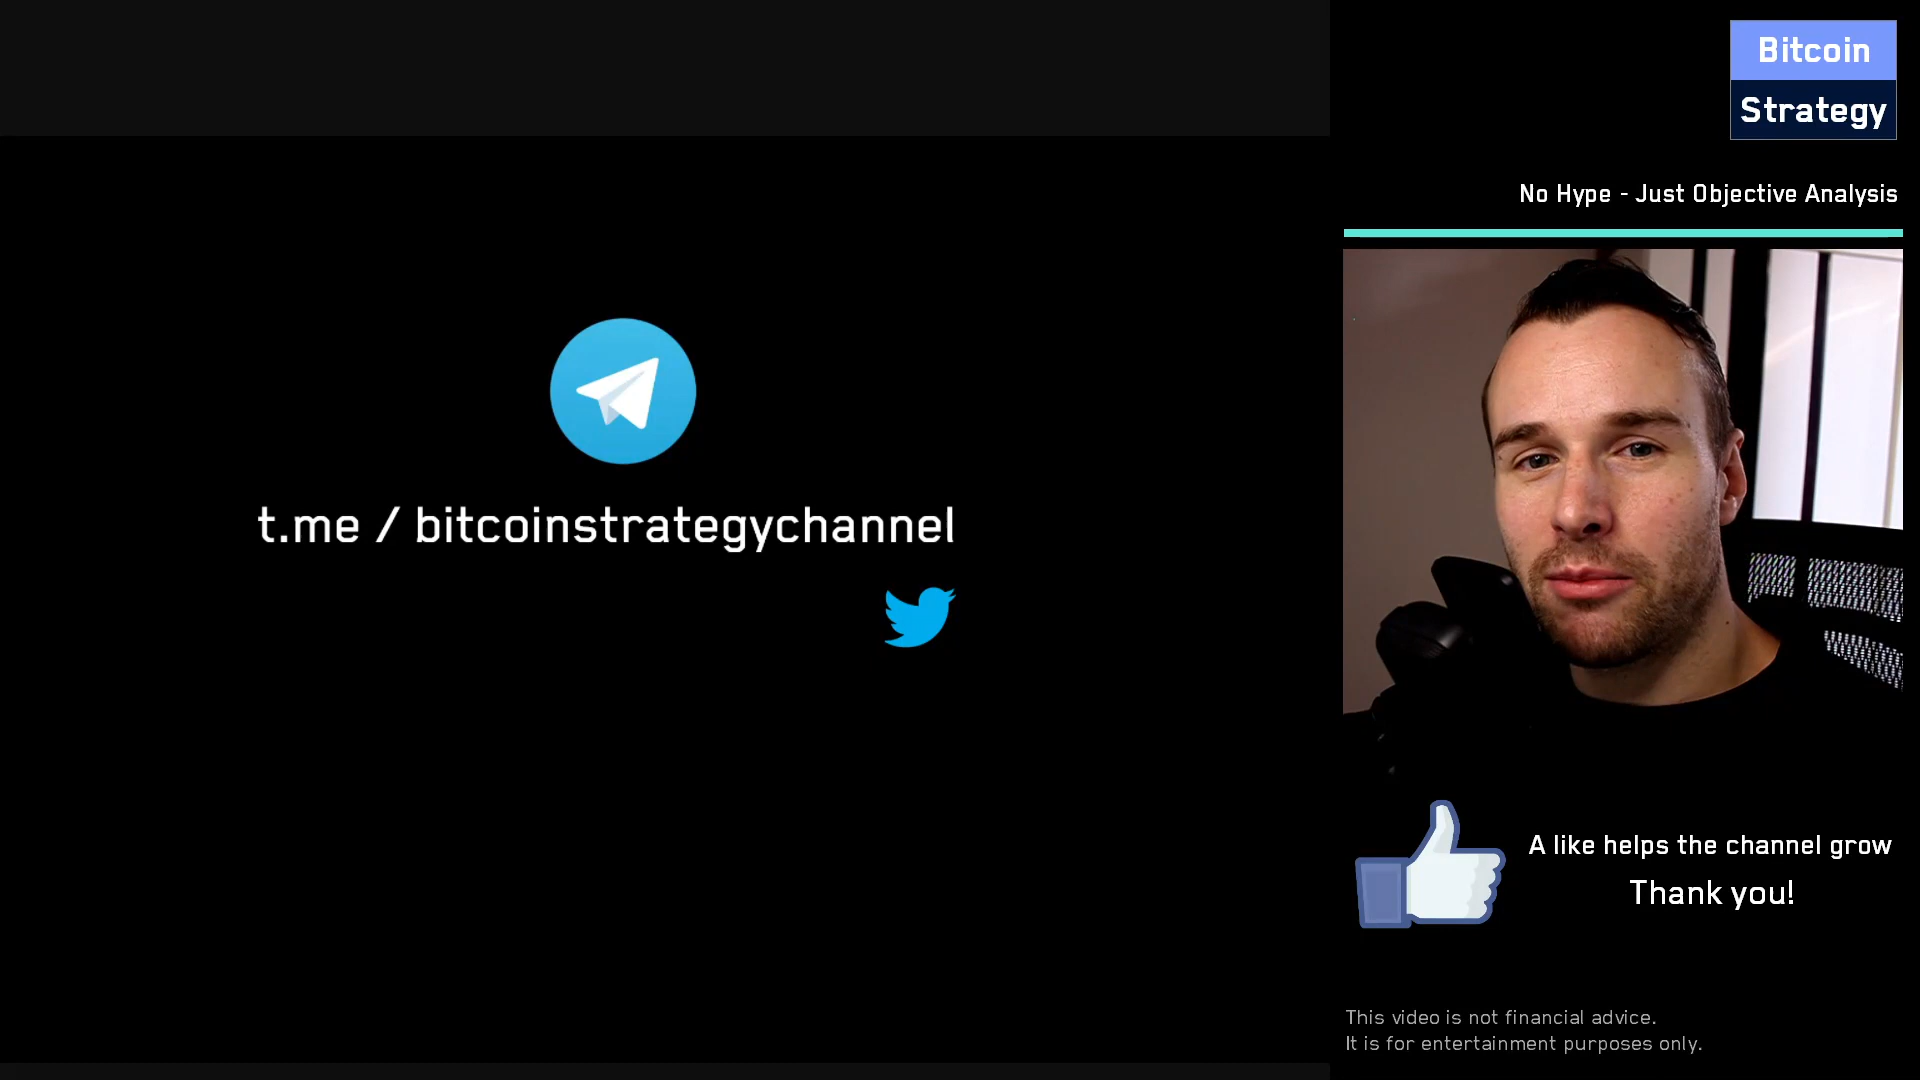 Bitcoin
Strategy
No Hype - Just Objective Analysis
t.me / bitcoinstrategychannel
A like helps the channel grow
Thank you!
This video is not financial advice.
It is for entertainment purposes only.